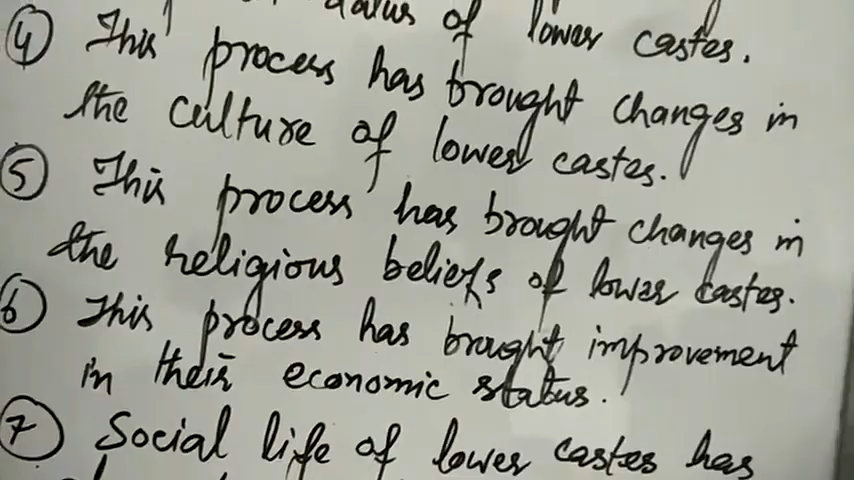 status of lower castes.
④ This process has brought changes in
the culture of lower castes.
⑤ This process has brought changes in
the religious beliefs of lower castes.
⑥ This process has brought improvement
in their economic status.
⑦ Social life of lower castes has